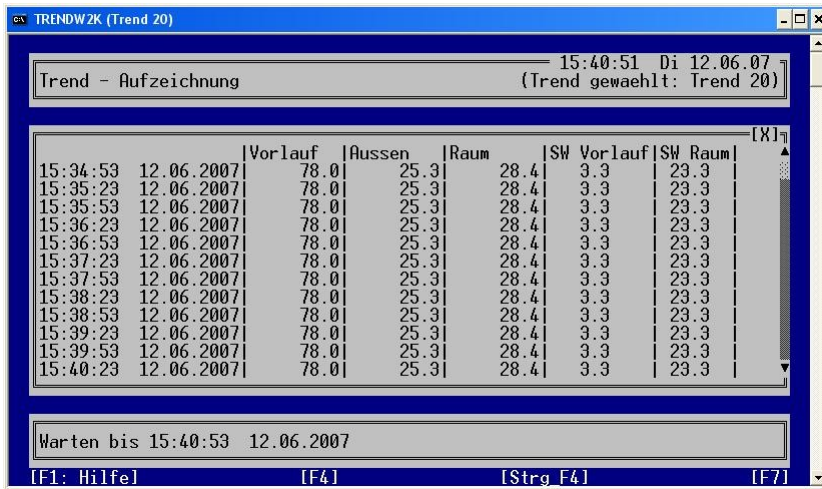 TRENDW2K (Trend 20)
15:40:51 Di 12.06.07
Trend - Aufzeichnung (Trend gewaehlt: Trend 20)
[X]
|Vorlauf |Aussen |Raum |SW Vorlauf|SW Raum|
15:34:53 12.06.2007| 78.0| 25.3| 28.4| 3.3 | 23.3 |
15:35:23 12.06.2007| 78.0| 25.3| 28.4| 3.3 | 23.3 |
15:35:53 12.06.2007| 78.0| 25.3| 28.4| 3.3 | 23.3 |
15:36:23 12.06.2007| 78.0| 25.3| 28.4| 3.3 | 23.3 |
15:36:53 12.06.2007| 78.0| 25.3| 28.4| 3.3 | 23.3 |
15:37:23 12.06.2007| 78.0| 25.3| 28.4| 3.3 | 23.3 |
15:37:53 12.06.2007| 78.0| 25.3| 28.4| 3.3 | 23.3 |
15:38:23 12.06.2007| 78.0| 25.3| 28.4| 3.3 | 23.3 |
15:38:53 12.06.2007| 78.0| 25.3| 28.4| 3.3 | 23.3 |
15:39:23 12.06.2007| 78.0| 25.3| 28.4| 3.3 | 23.3 |
15:39:53 12.06.2007| 78.0| 25.3| 28.4| 3.3 | 23.3 |
15:40:23 12.06.2007| 78.0| 25.3| 28.4| 3.3 | 23.3 |
Warten bis 15:40:53 12.06.2007
[F1: Hilfe] [F4] [Strg_F4] [F7]